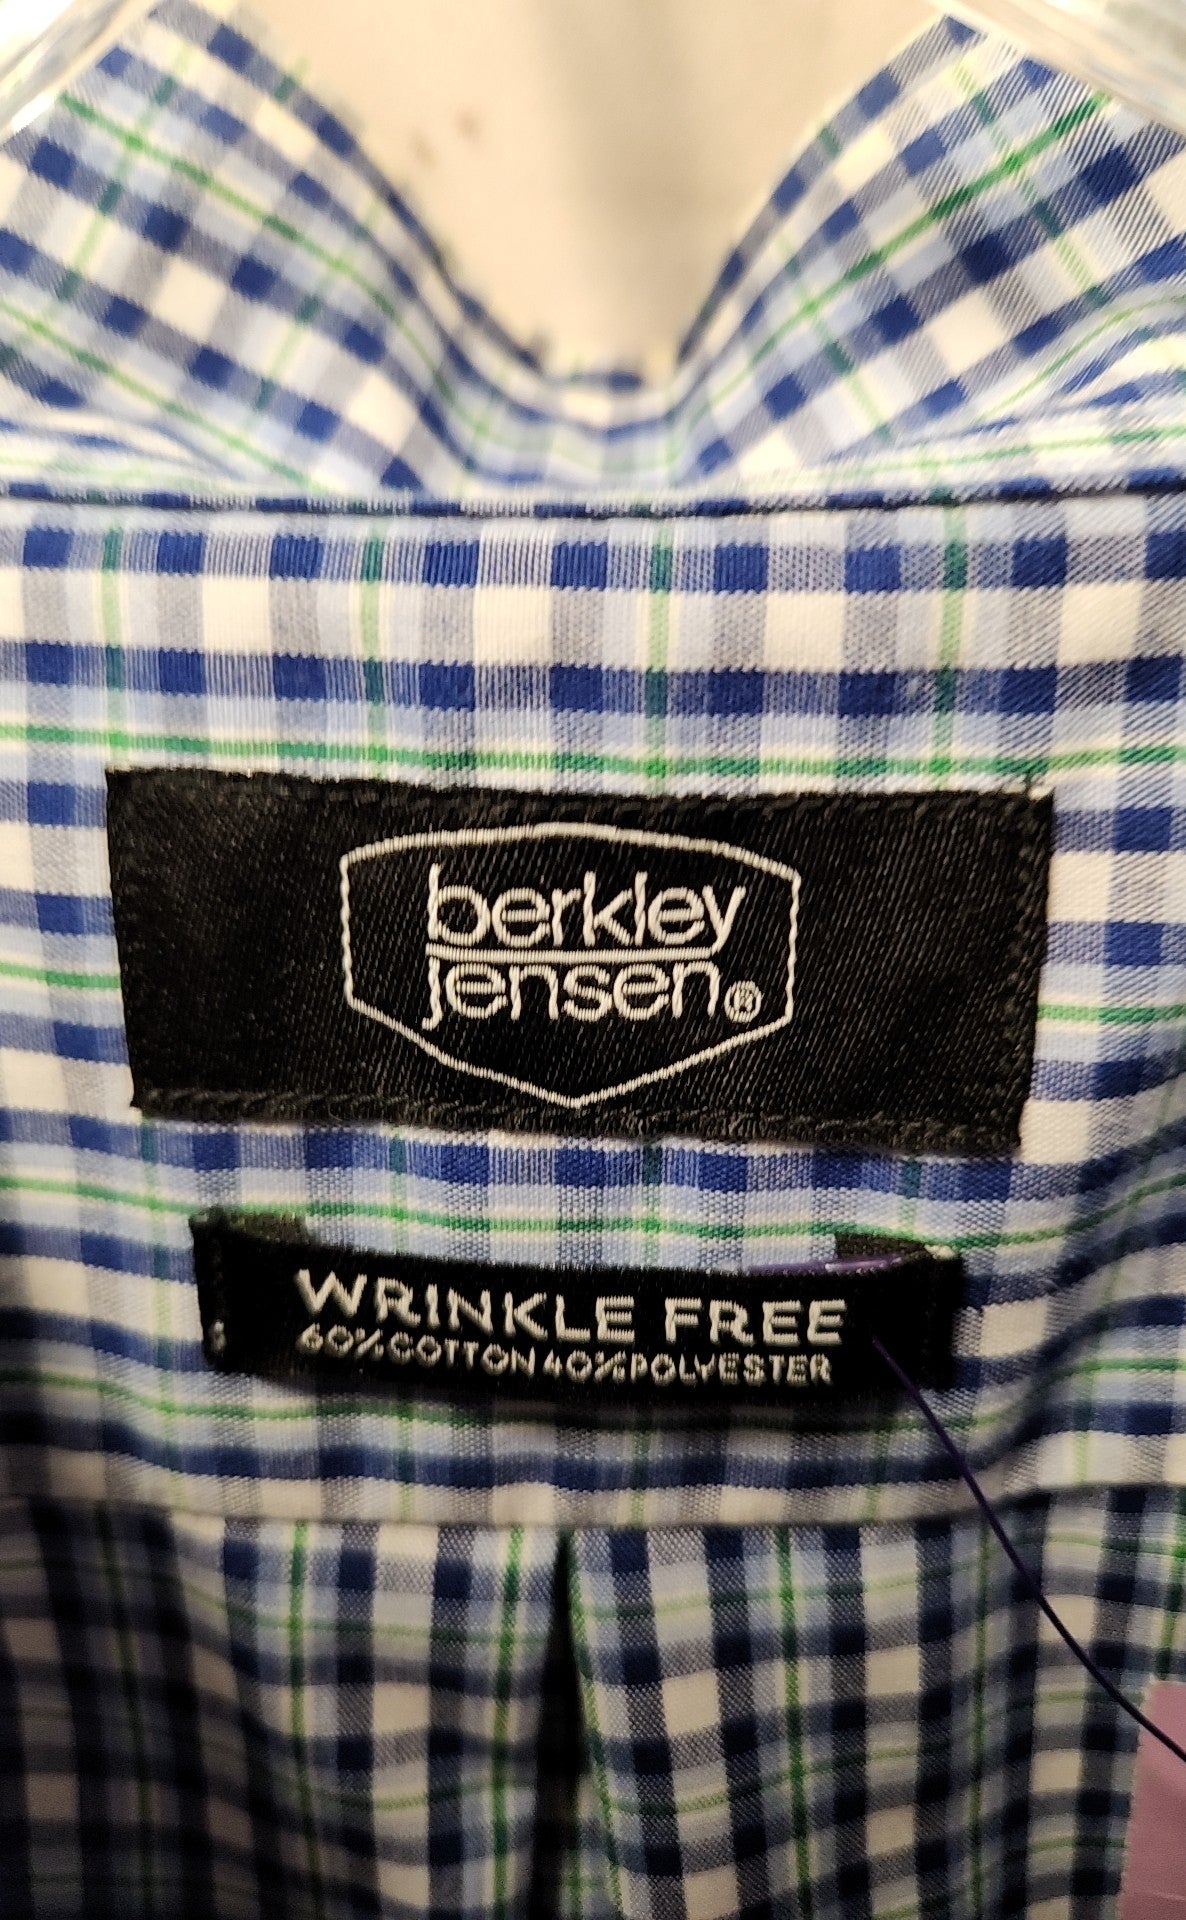 berkley
jensen®
WRINKLE FREE
60%COTTON 40%POLYESTER
S